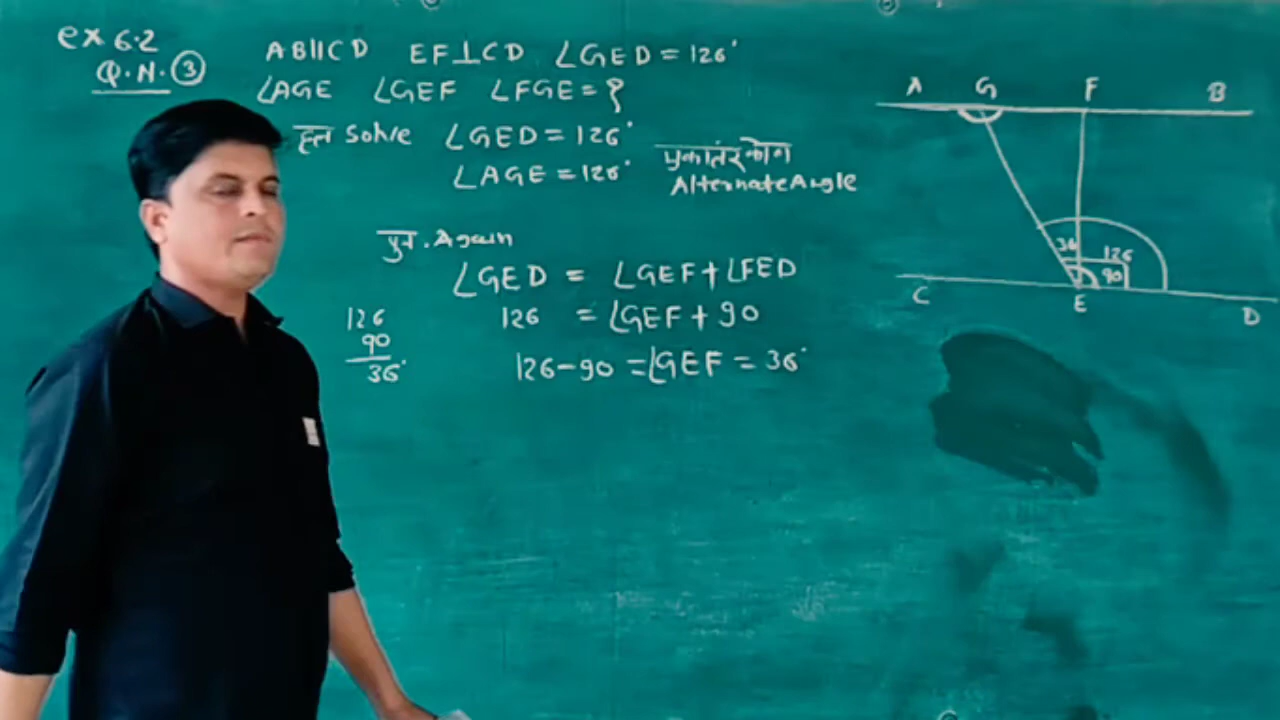 ex 6.2
Q.N. 3
AB||CD EF⊥CD ∠GED = 126°
∠AGE ∠GEF ∠FGE = ?
हल Solve ∠GED = 126°
∠AGE = 126° एकांतर कोण
Alternate Angle
पुन. Again
∠GED = ∠GEF + ∠FED
126 = ∠GEF + 90
126-90 = ∠GEF = 36°
126
90
36°
A G F B
36 126
90
C E D